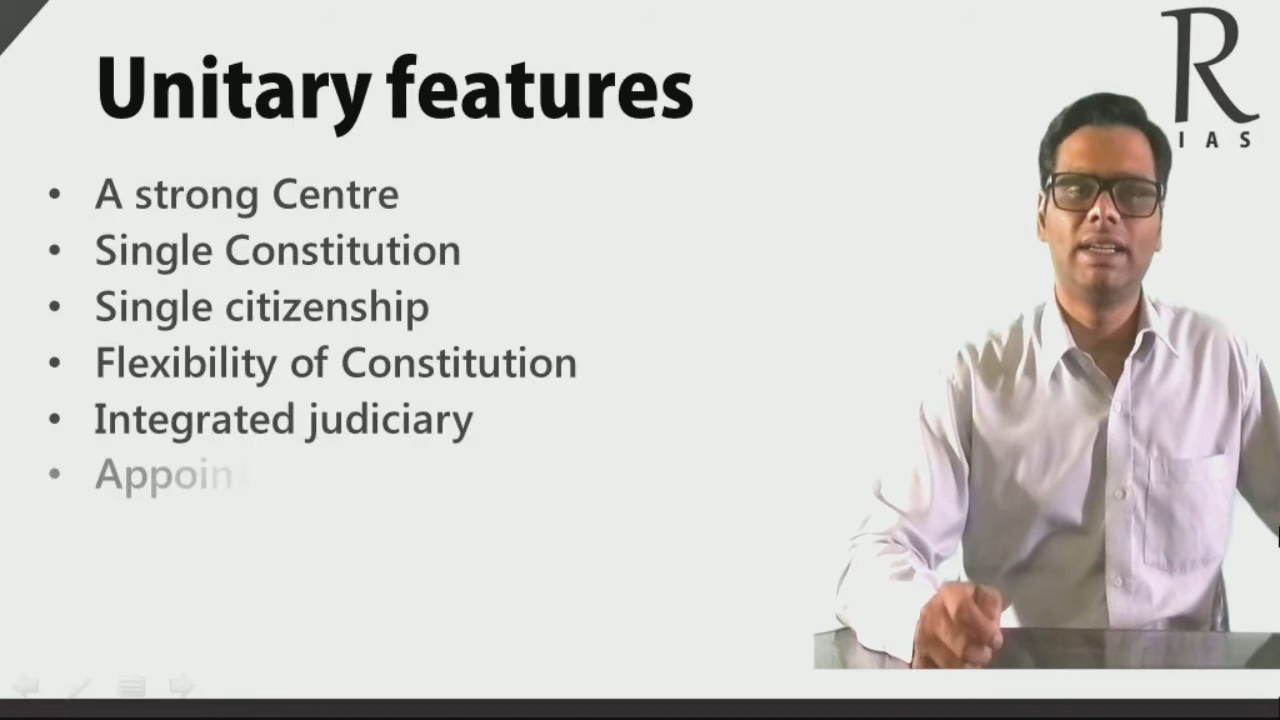 R
IAS
Unitary features
• A strong Centre
• Single Constitution
• Single citizenship
• Flexibility of Constitution
• Integrated judiciary
• Appoin